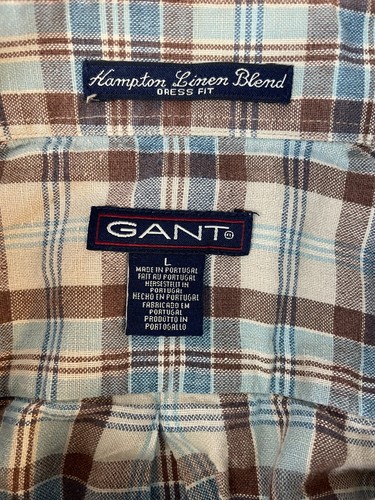 Hampton Linen Blend
DRESS FIT
GANT
L
MADE IN PORTUGAL
FAIT AU PORTUGAL
HERSESTELLT IN
PORTUGAL
HECHO EN PORTUGAL
FABRICADO EM
PORTUGAL
PRODOTTO IN
PORTOGALLO